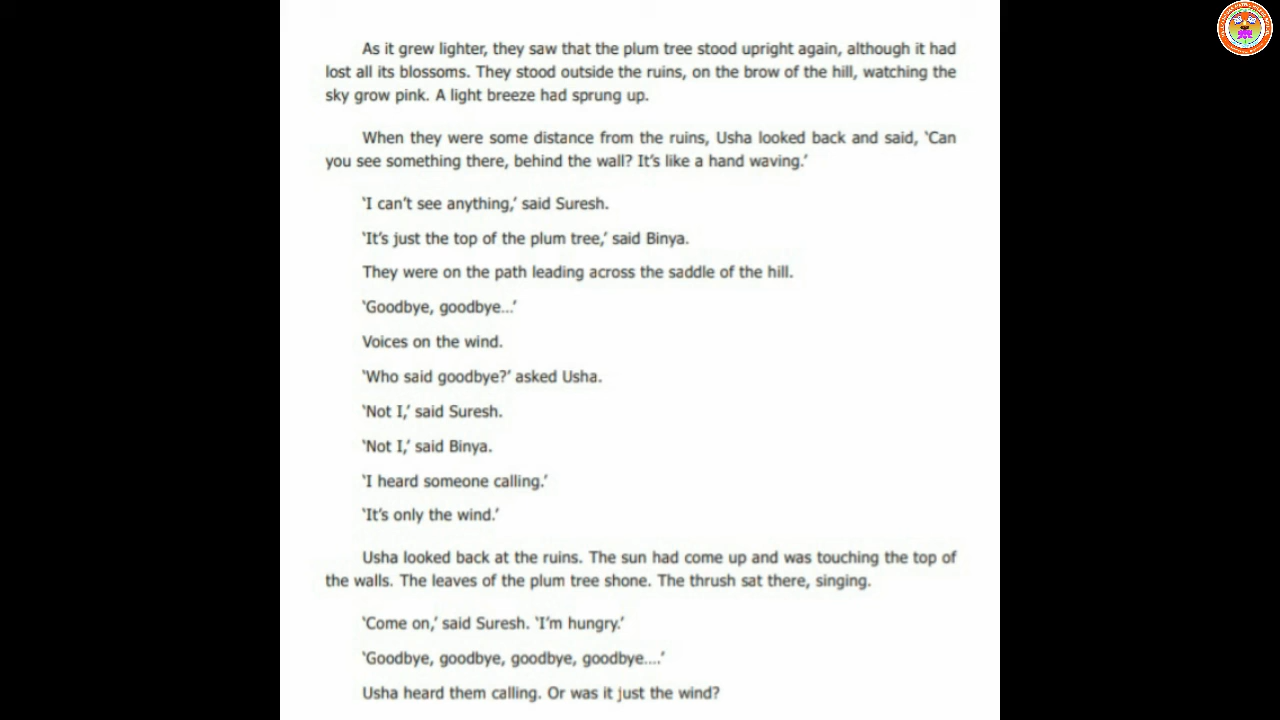 As it grew lighter, they saw that the plum tree stood upright again, although it had
lost all its blossoms. They stood outside the ruins, on the brow of the hill, watching the
sky grow pink. A light breeze had sprung up.
When they were some distance from the ruins, Usha looked back and said, ‘Can
you see something there, behind the wall? It’s like a hand waving.’
‘I can’t see anything,’ said Suresh.
‘It’s just the top of the plum tree,’ said Binya.
They were on the path leading across the saddle of the hill.
‘Goodbye, goodbye...’
Voices on the wind.
‘Who said goodbye?’ asked Usha.
‘Not I,’ said Suresh.
‘Not I,’ said Binya.
‘I heard someone calling.’
‘It’s only the wind.’
Usha looked back at the ruins. The sun had come up and was touching the top of
the walls. The leaves of the plum tree shone. The thrush sat there, singing.
‘Come on,’ said Suresh. ‘I’m hungry.’
‘Goodbye, goodbye, goodbye, goodbye....’
Usha heard them calling. Or was it just the wind?